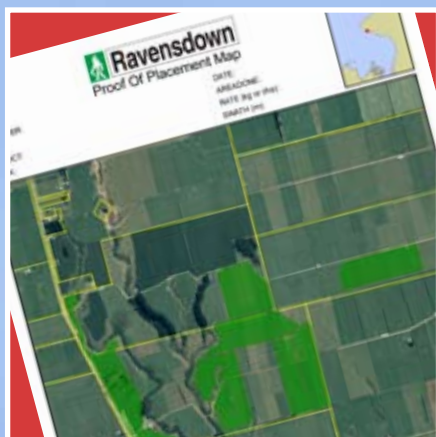 Ravensdown
Proof Of Placement Map
DATE:
AREADONE:
RATE (kg or l/ha):
SWATH (m):